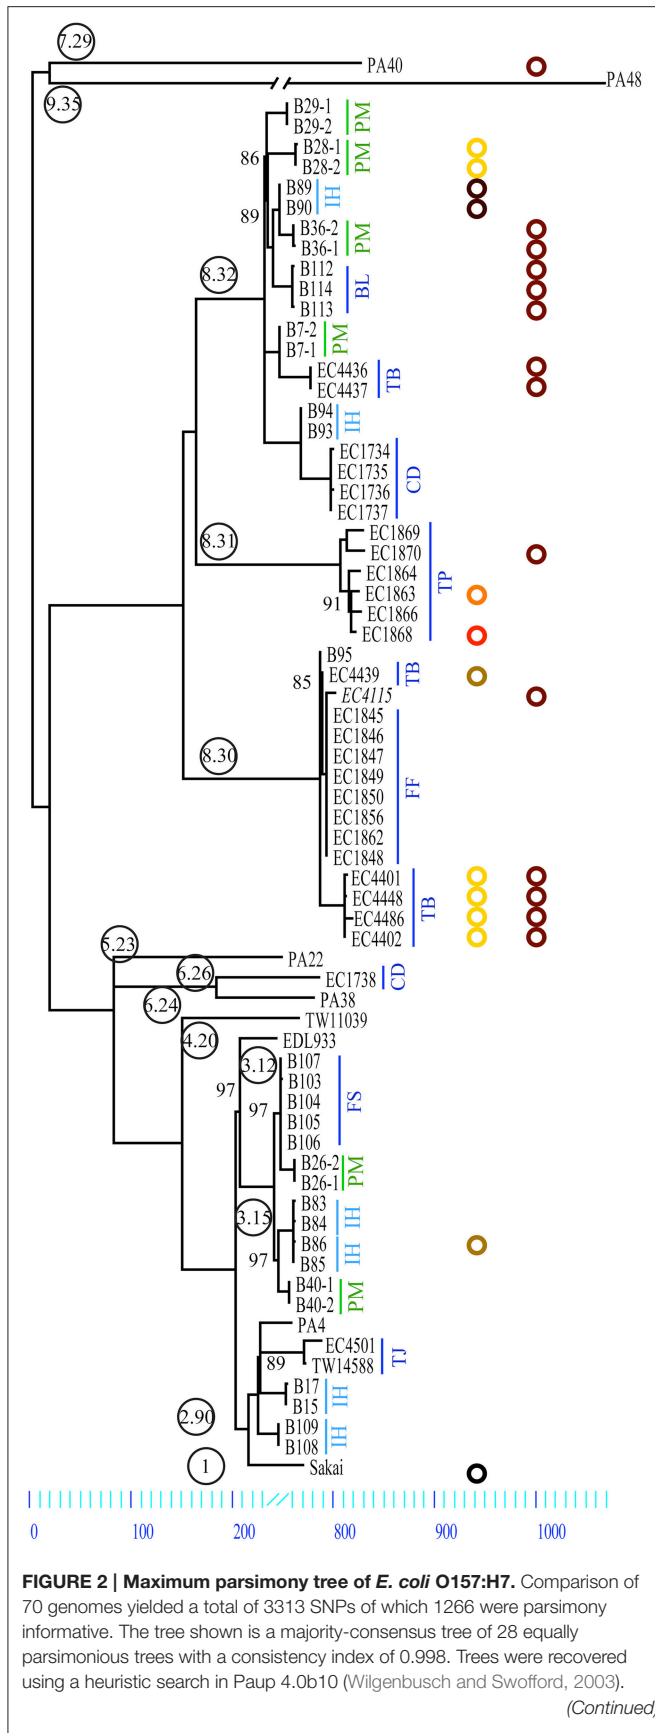 7.29
PA40
PA48
9.35
B29-1
B29-2
PM
86
B28-1
B28-2
PM
89
B89
B90
IH
B36-2
B36-1
PM
8.32
B112
B114
B113
BL
B7-2
B7-1
PM
EC4436
EC4437
TB
B94
B93
IH
EC1734
EC1735
EC1736
EC1737
CD
8.31
EC1869
EC1870
EC1864
EC1863
EC1866
EC1868
TP
91
B95
EC4439
TB
85
EC4115
EC1845
EC1846
EC1847
EC1849
EC1850
EC1856
EC1862
EC1848
FF
8.30
EC4401
EC4448
EC4486
EC4402
TB
5.23
PA22
6.26
EC1738
CD
6.24
PA38
TW11039
4.20
EDL933
3.12
B107
B103
B104
B105
B106
FS
97
97
B26-2
B26-1
PM
3.15
B83
B84
IH
B86
B85
IH
97
B40-1
B40-2
PM
PA4
EC4501
TW14588
TJ
89
B17
B15
IH
2.90
B109
B108
IH
1
Sakai
0 100 200 800 900 1000
FIGURE 2 | Maximum parsimony tree of E. coli O157:H7. Comparison of
70 genomes yielded a total of 3313 SNPs of which 1266 were parsimony
informative. The tree shown is a majority-consensus tree of 28 equally
parsimonious trees with a consistency index of 0.998. Trees were recovered
using a heuristic search in Paup 4.0b10 (Wilgenbusch and Swofford, 2003).
(Continued)